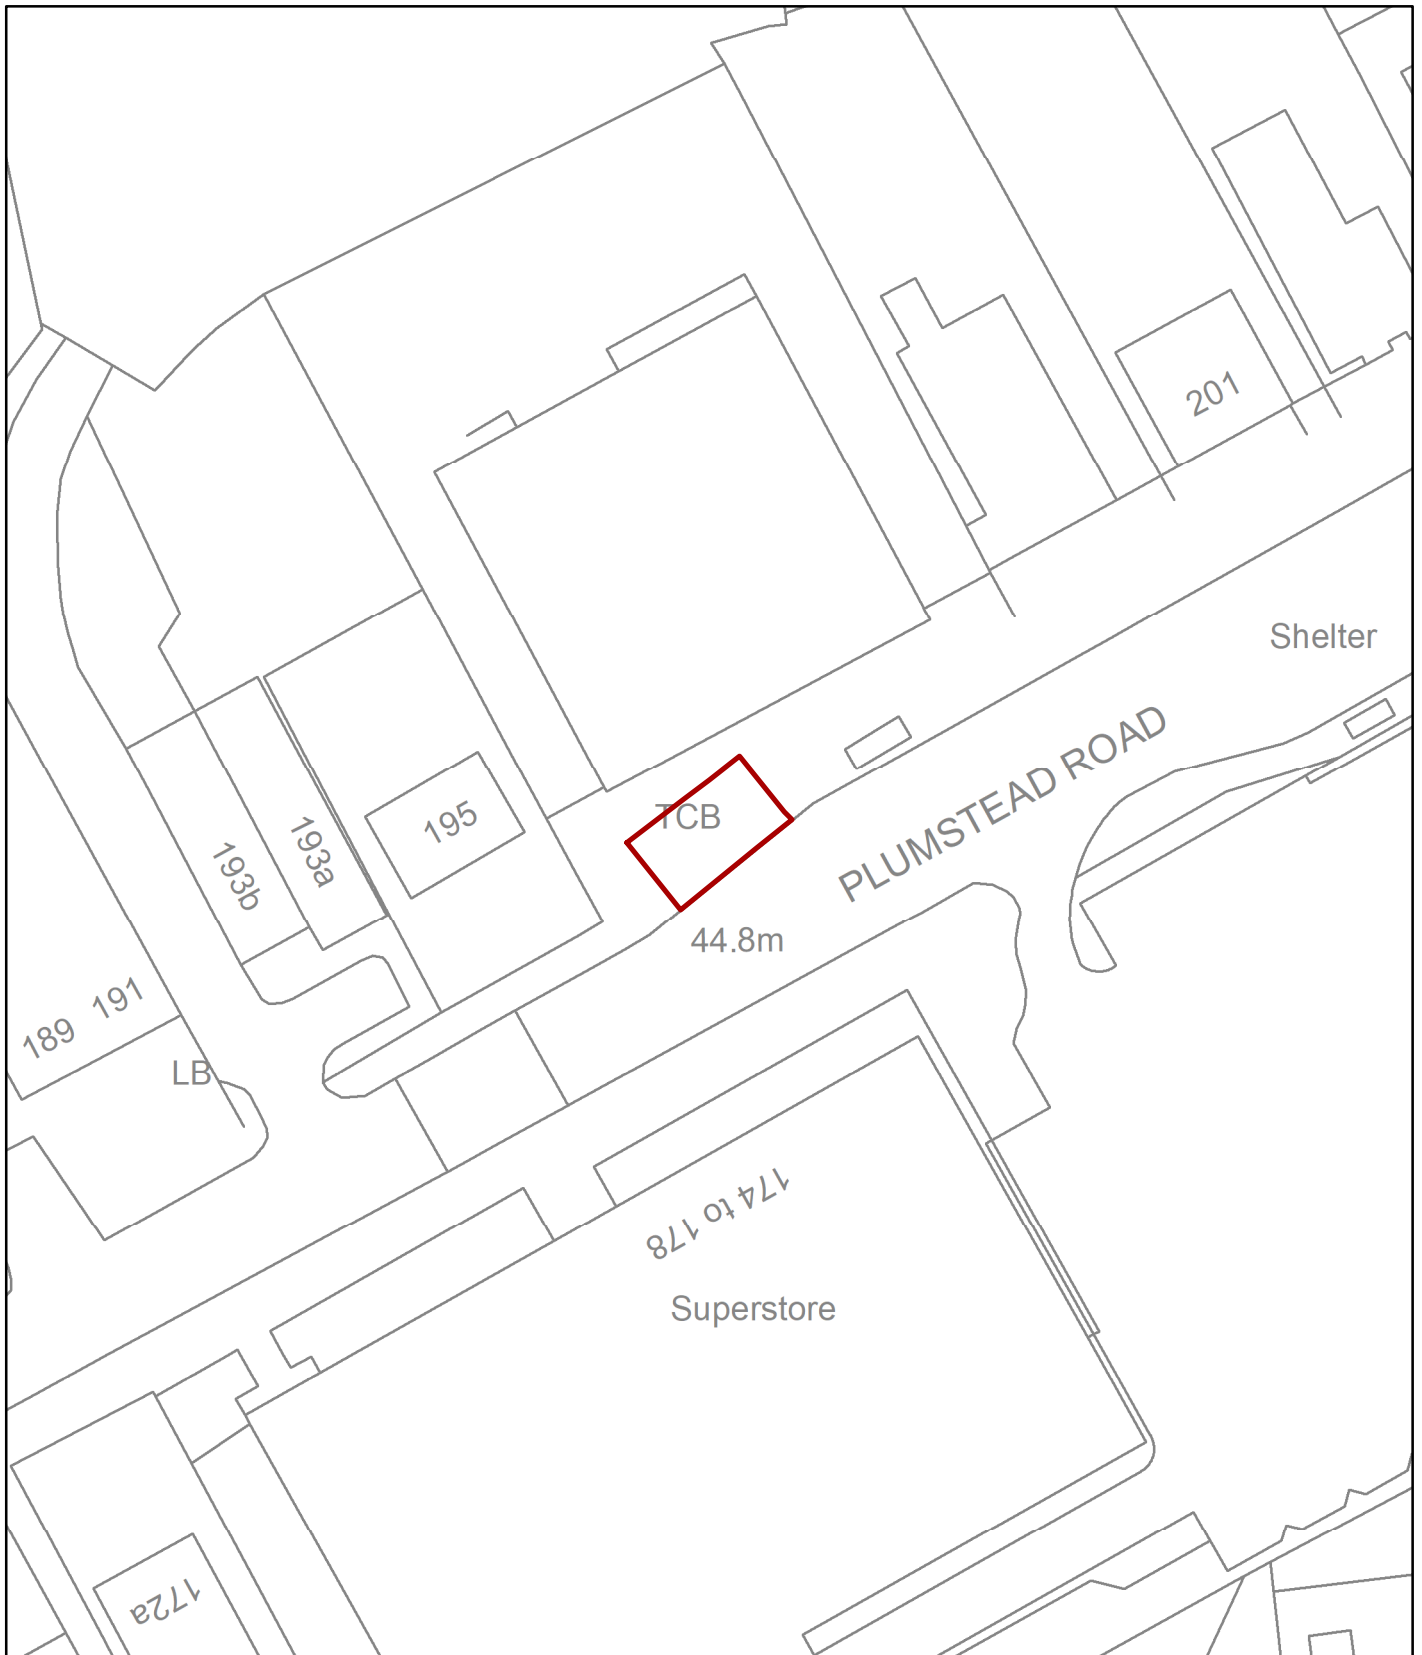 201
Shelter
PLUMSTEAD ROAD
TCB
195
193a
193b
44.8m
191
189
LB
174 to 178
Superstore
172a